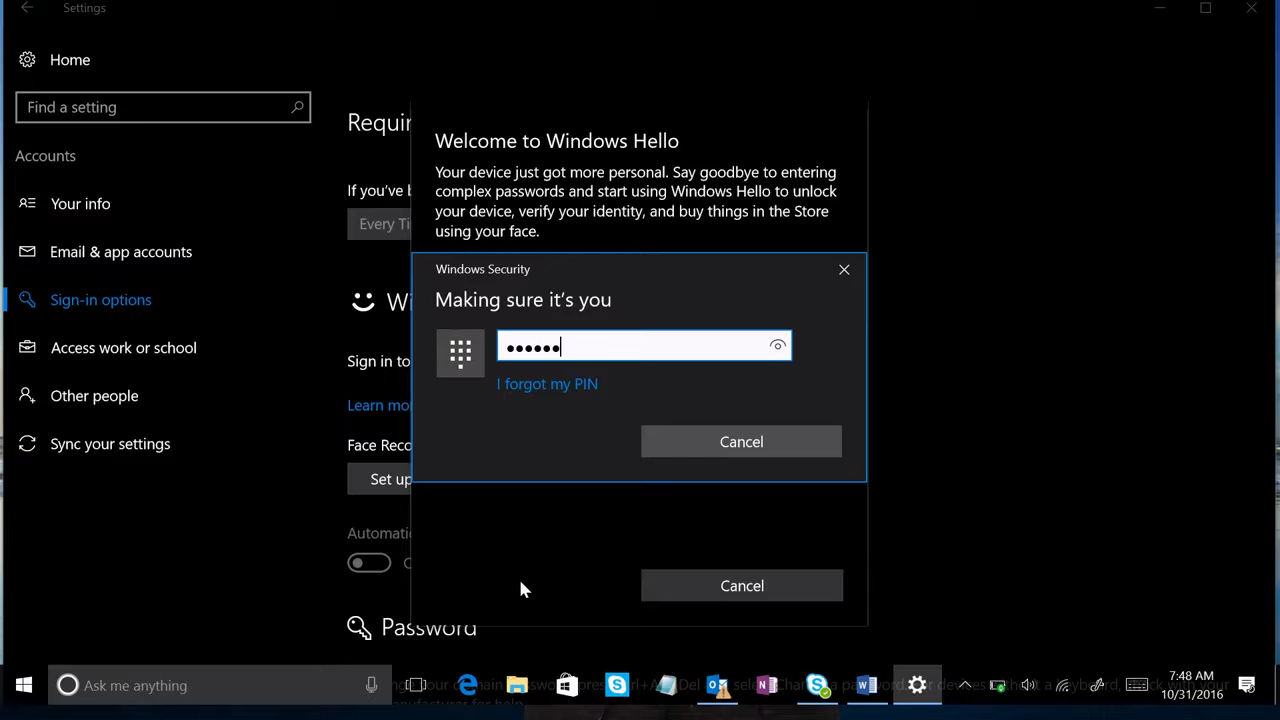 Settings
Home
Find a setting
Accounts
Your info
Email & app accounts
Sign-in options
Access work or school
Other people
Sync your settings
Requir
If you've b
Every Ti
Wi
Sign in to
Learn mo
Face Reco
Set up
Automati
Password
Welcome to Windows Hello
Your device just got more personal. Say goodbye to entering
complex passwords and start using Windows Hello to unlock
your device, verify your identity, and buy things in the Store
using your face.
Windows Security
Making sure it's you
●●●●●●
I forgot my PIN
Cancel
Cancel
Ask me anything
7:48 AM
10/31/2016